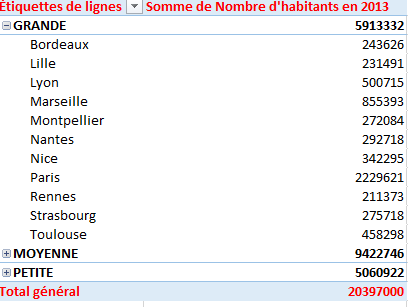 Étiquettes de lignes Somme de Nombre d'habitants en 2013
GRANDE 5913332
Bordeaux 243626
Lille 231491
Lyon 500715
Marseille 855393
Montpellier 272084
Nantes 292718
Nice 342295
Paris 2229621
Rennes 211373
Strasbourg 275718
Toulouse 458298
MOYENNE 9422746
PETITE 5060922
Total général 20397000